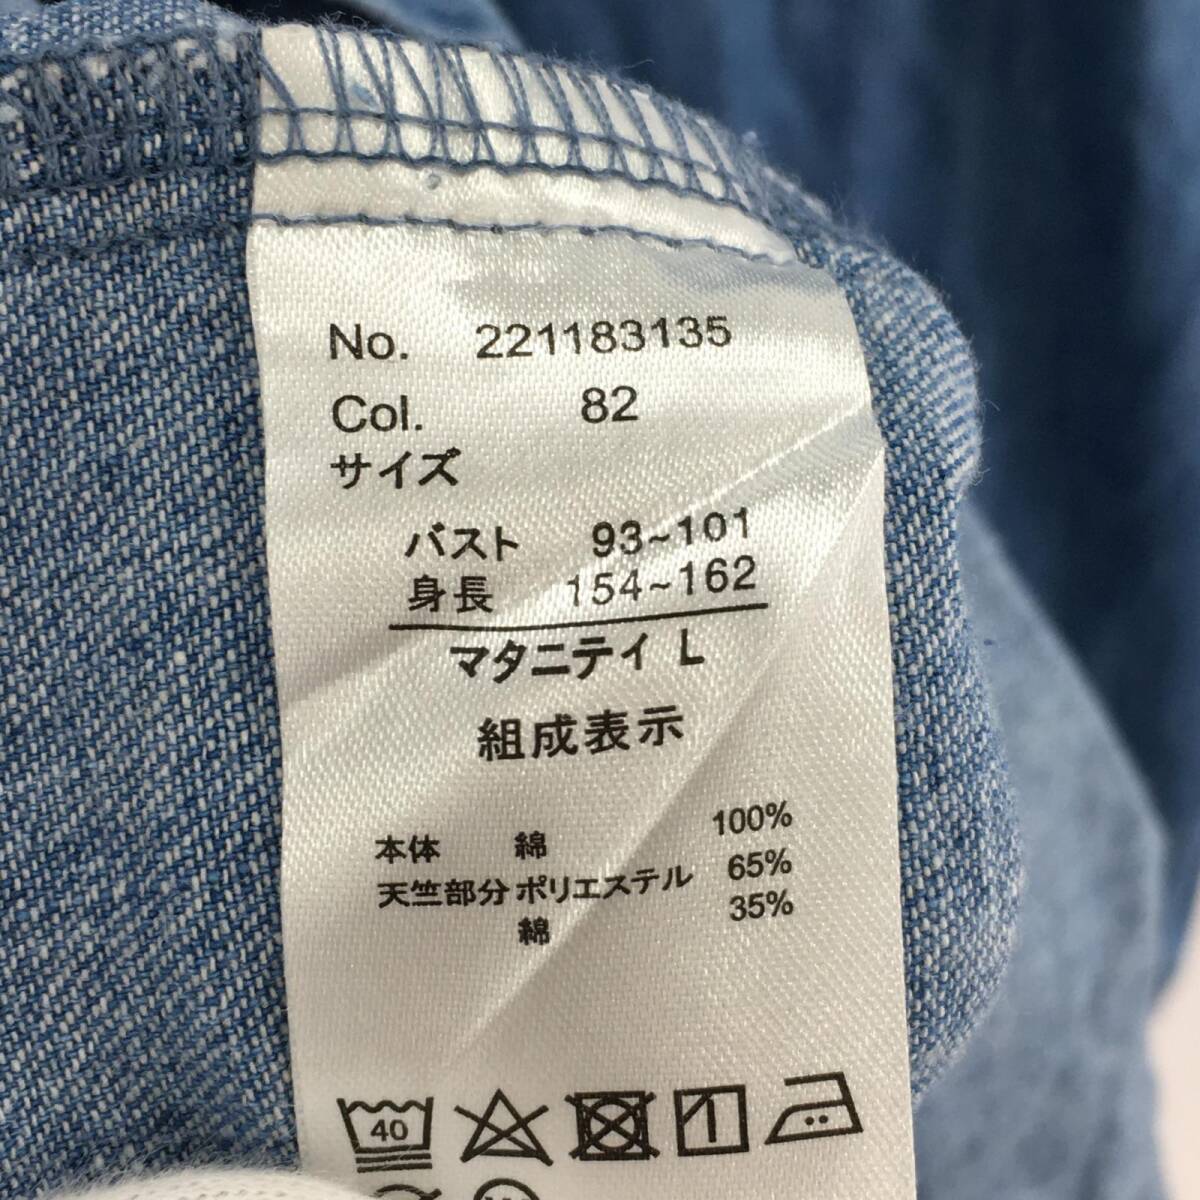 No. 221183135
Col. 82
サイズ
バスト 93~101
身長 154~162
マタニティ L
組成表示
本体 綿 100%
天竺部分 ポリエステル 65%
綿 35%
40